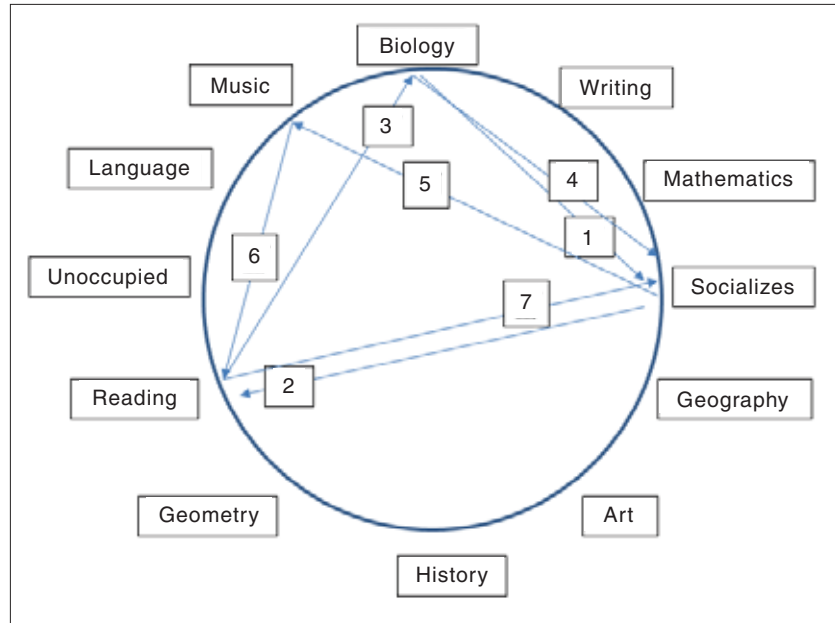 Biology
Music
Writing
3
Language
5
4
Mathematics
1
6
Unoccupied
Socializes
7
2
Reading
Geography
Geometry
Art
History